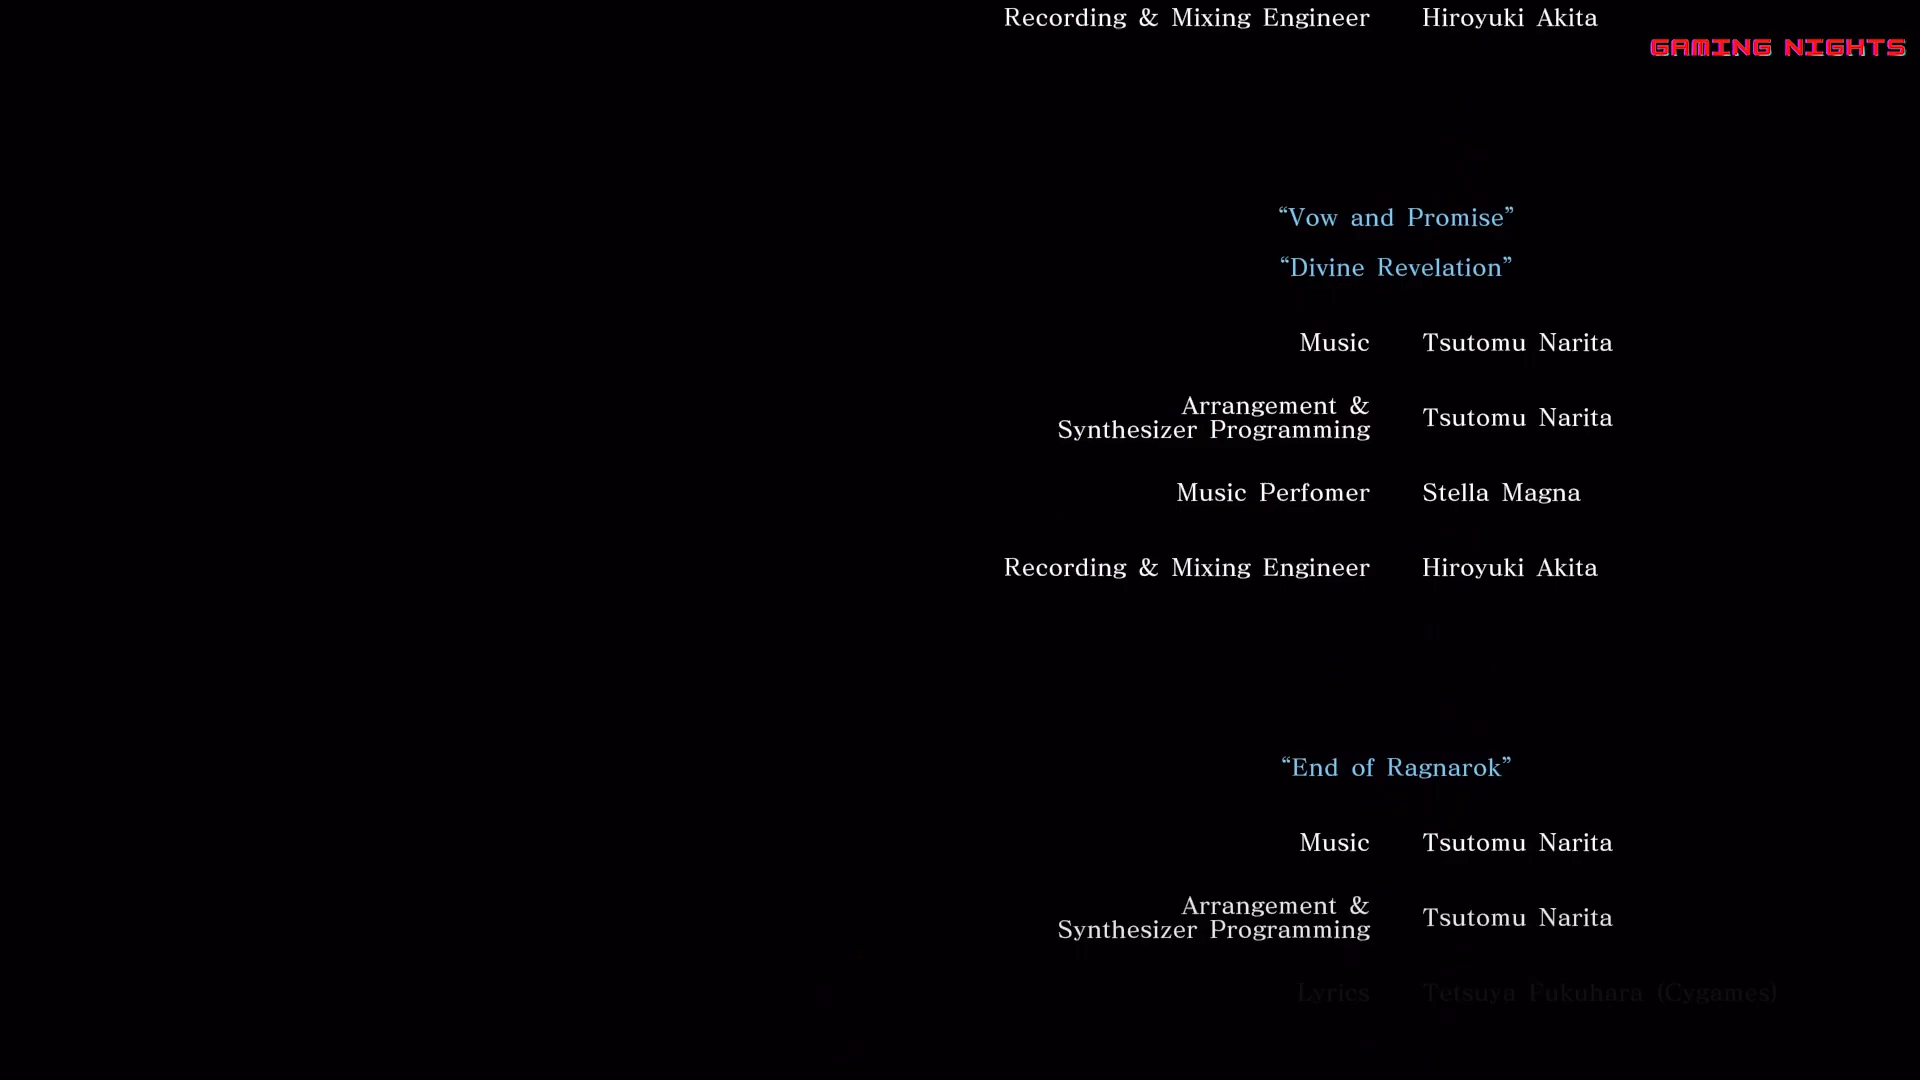 Recording & Mixing Engineer Hiroyuki Akita
GAMING NIGHTS
“Vow and Promise”
“Divine Revelation”
Music Tsutomu Narita
Arrangement &
Synthesizer Programming Tsutomu Narita
Music Perfomer Stella Magna
Recording & Mixing Engineer Hiroyuki Akita
“End of Ragnarok”
Music Tsutomu Narita
Arrangement &
Synthesizer Programming Tsutomu Narita
Lyrics Tetsuya Fukuhara (Cygames)